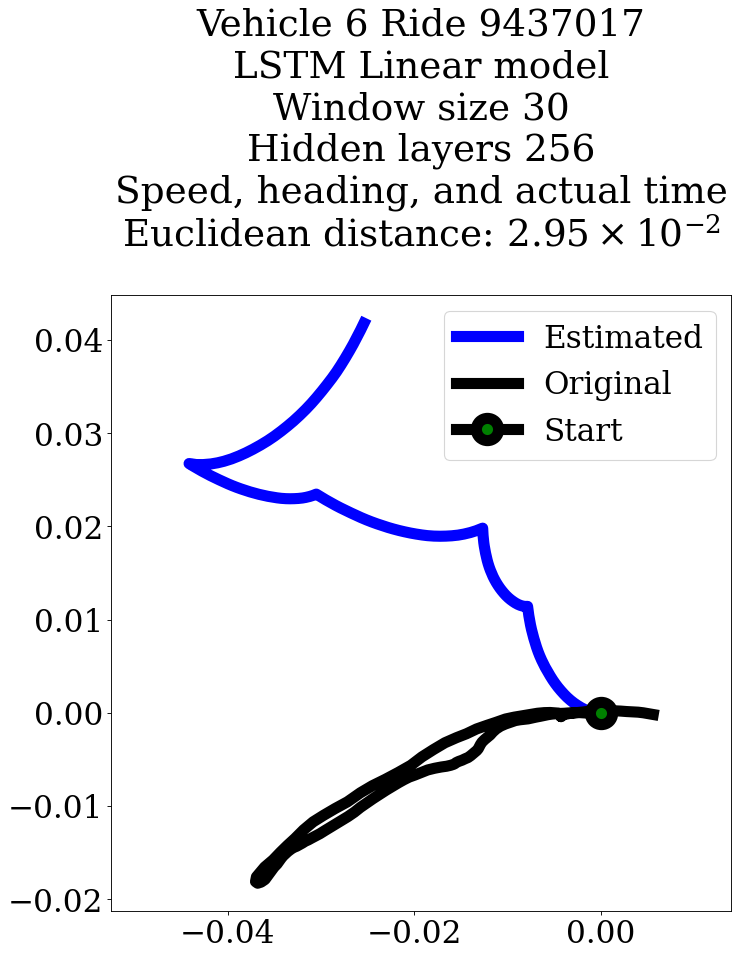 Vehicle 6 Ride 9437017
LSTM Linear model
Window size 30
Hidden layers 256
Speed, heading, and actual time
Euclidean distance: 2.95 × 10⁻²
Estimated
Original
Start
0.04
0.03
0.02
0.01
0.00
−0.01
−0.02
−0.04
−0.02
0.00